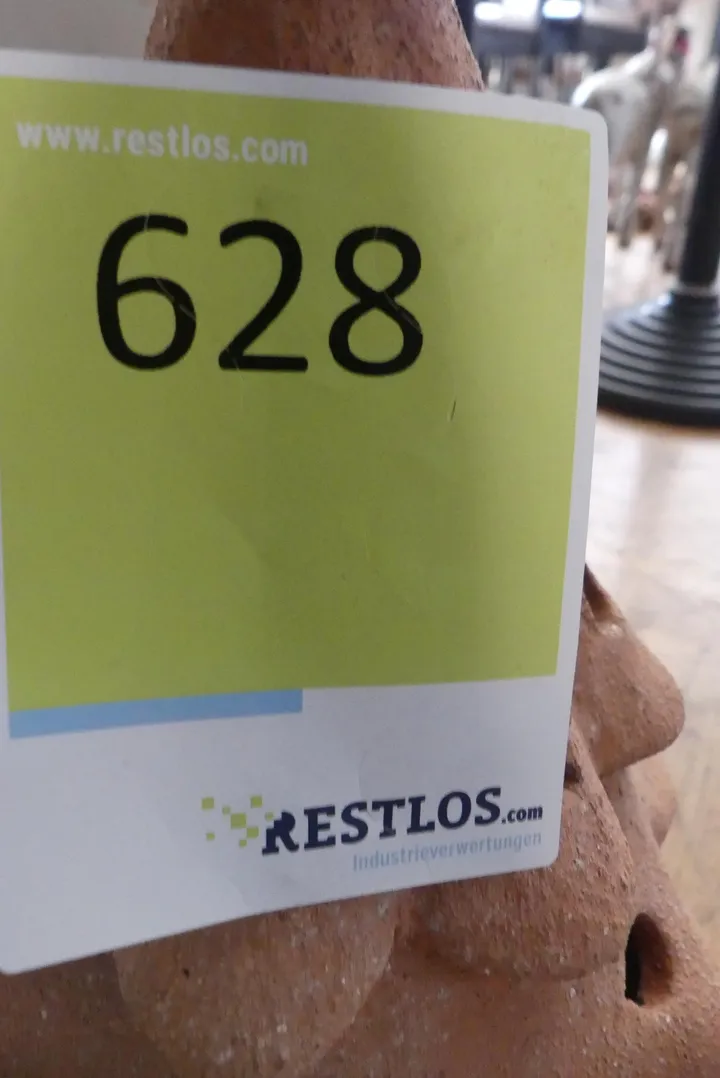 www.restlos.com
628
RESTLOS.com
Industrieverwertungen